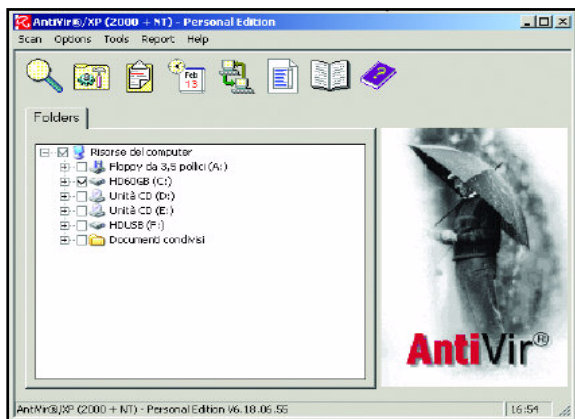 AntiVir®/XP (2000 + NT) - Personal Edition
Scan Options Tools Report Help
Feb
13
Folders
Risorse del computer
Floppy da 3,5 pollici (A:)
HD60GB (C:)
Unità CD (D:)
Unità CD (E:)
HDUSB (F:)
Documenti condivisi
AntiVir®
AntiVir®/XP (2000 + NT) - Personal Edition V6.18.06.55
16:54